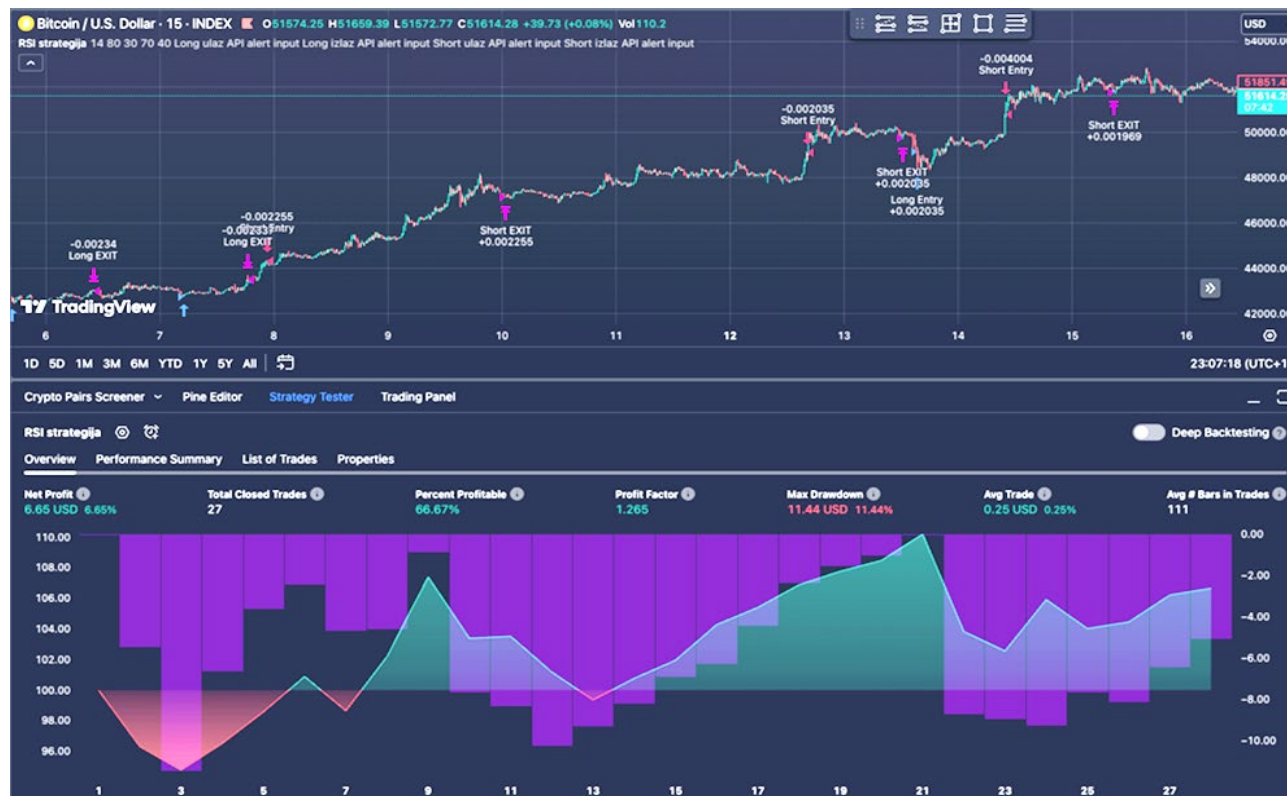 Bitcoin / U.S. Dollar · 15 · INDEX O51574.25 H51659.39 L51572.77 C51614.28 +39.73 (+0.08%) Vol110.2
USD
RSI strategija 14 80 30 70 40 Long ulaz API alert input Long izlaz API alert input Short ulaz API alert input Short izlaz API alert input
54000.00
-0.004004
Short Entry
51614.28
07:42
-0.002035
Short Entry
50000.00
Short EXIT
+0.001969
Short EXIT
+0.002035
Long Entry
+0.002035
48000.00
46000.00
-0.002255
Long EXIT
-0.00234
Long EXIT
Short EXIT
+0.002255
44000.00
TradingView
42000.00
6 7 8 9 10 11 12 13 14 15 16
1D 5D 1M 3M 6M YTD 1Y 5Y All
23:07:18 (UTC+1
Crypto Pairs Screener Pine Editor Strategy Tester Trading Panel
RSI strategija
Deep Backtesting
Overview Performance Summary List of Trades Properties
Net Profit Total Closed Trades Percent Profitable Profit Factor Max Drawdown Avg Trade Avg # Bars in Trades
6.65 USD 6.65% 27 66.67% 1.265 11.44 USD 11.44% 0.25 USD 0.25% 111
110.00 0.00
108.00
106.00 -2.00
104.00 -4.00
102.00 -6.00
100.00
98.00 -8.00
96.00 -10.00
1 3 5 7 9 11 13 15 17 19 21 23 25 27